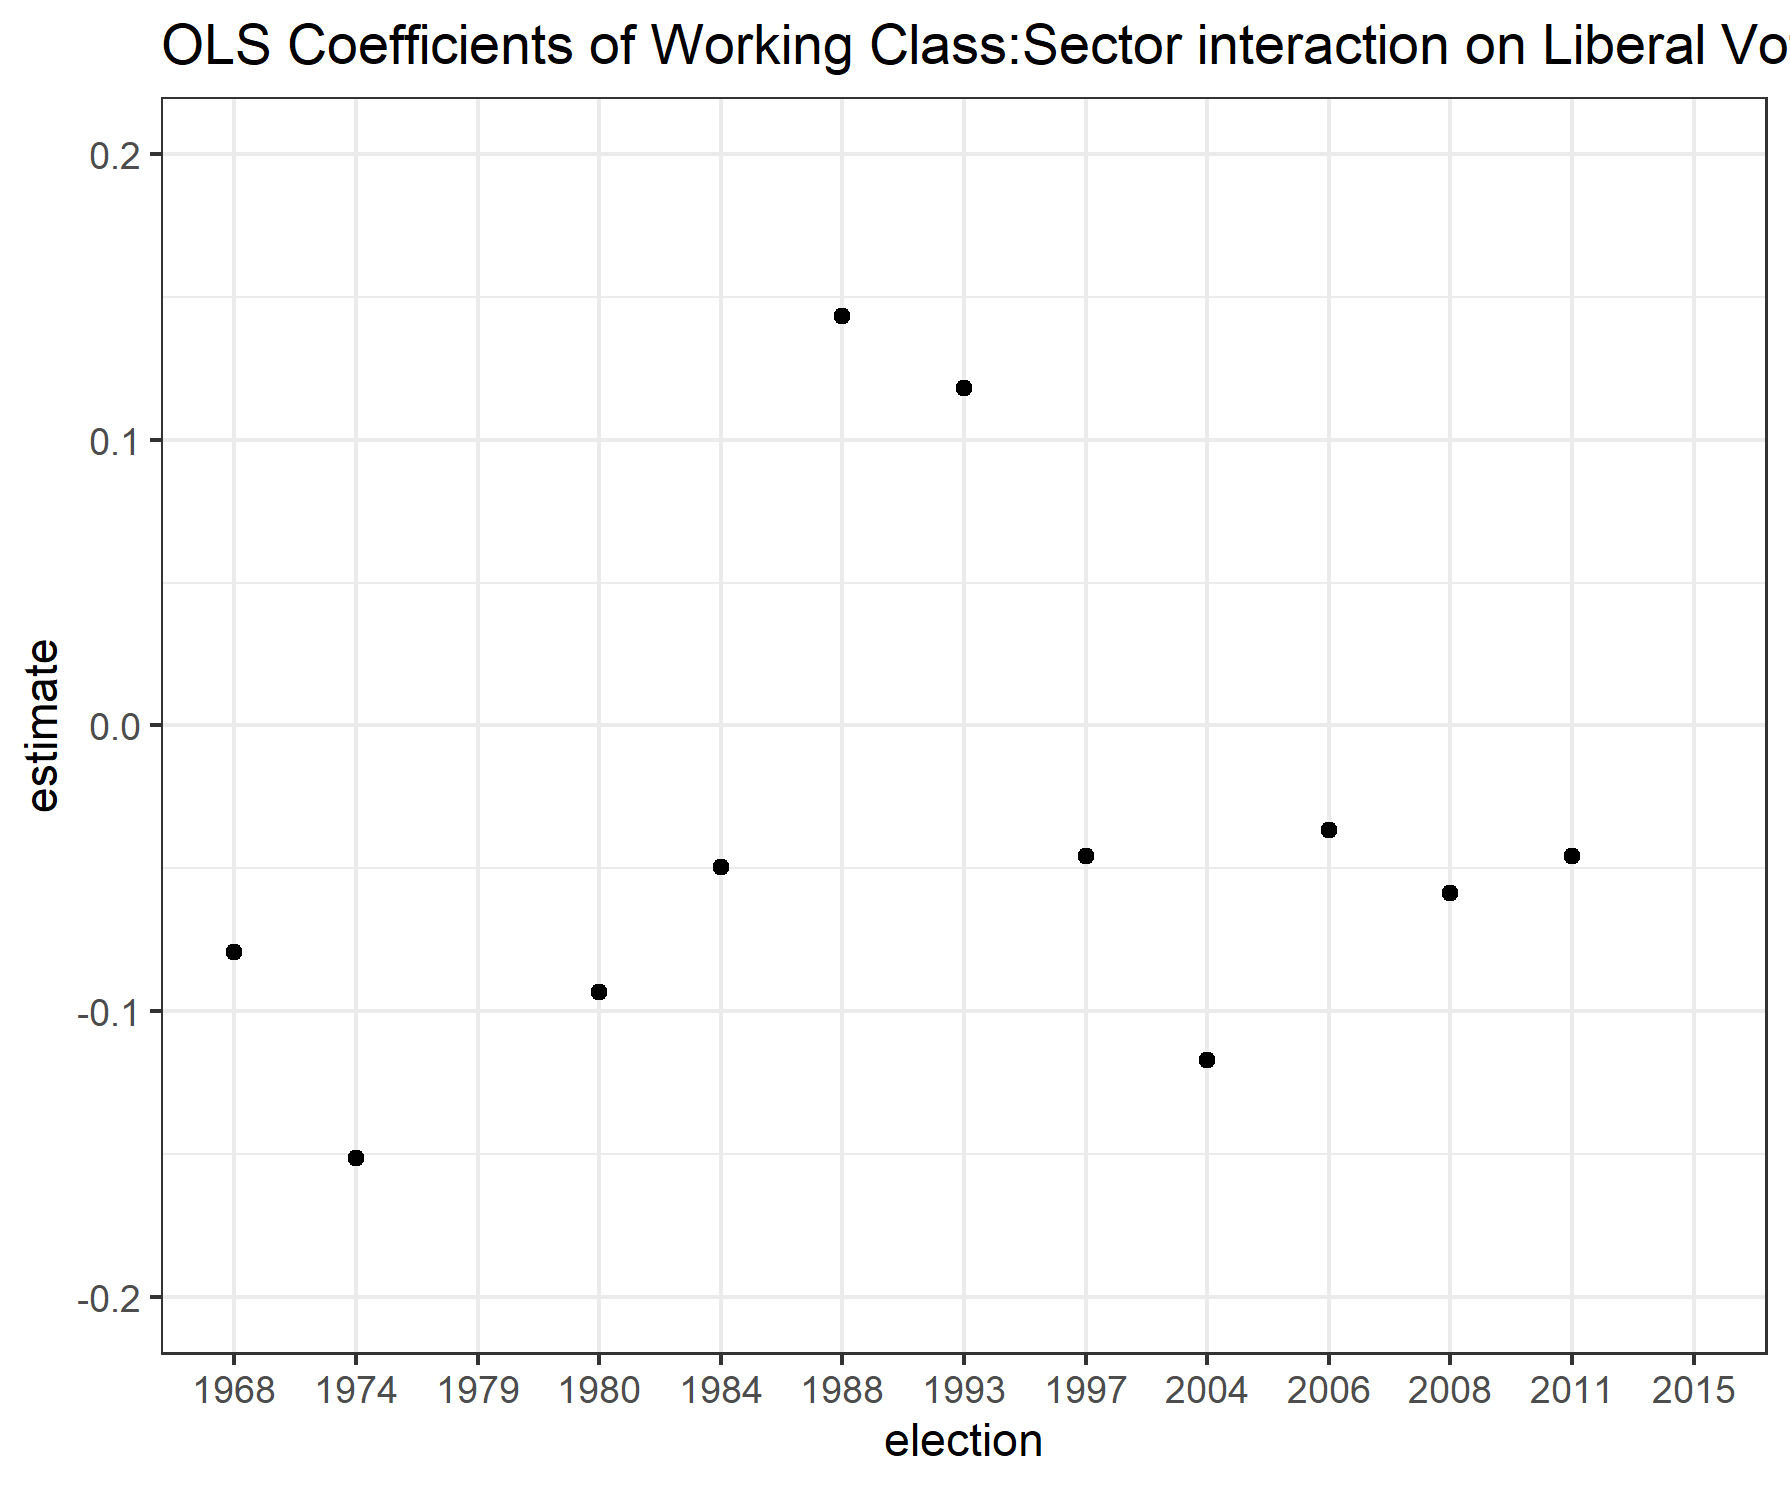 OLS Coefficients of Working Class:Sector interaction on Liberal
0.2
0.1
0.0
-0.1
-0.2
estimate
1968 1974 1979 1980 1984 1988 1993 1997 2004 2006 2008 2011 2015
election